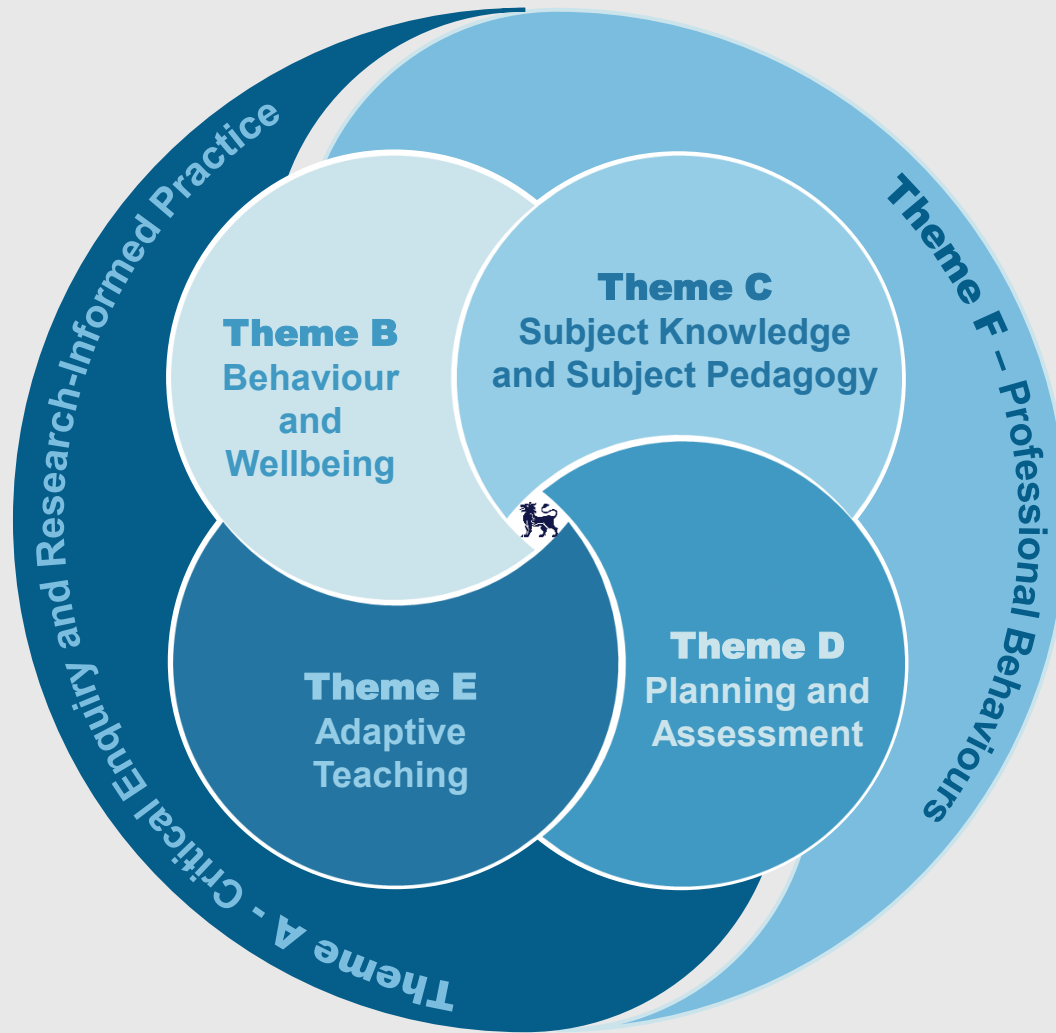 Theme A - Critical Enquiry and Research-Informed Practice
Theme B
Behaviour
and
Wellbeing
Theme C
Subject Knowledge
and Subject Pedagogy
Theme D
Planning and
Assessment
Theme E
Adaptive
Teaching
Theme F – Professional Behaviours